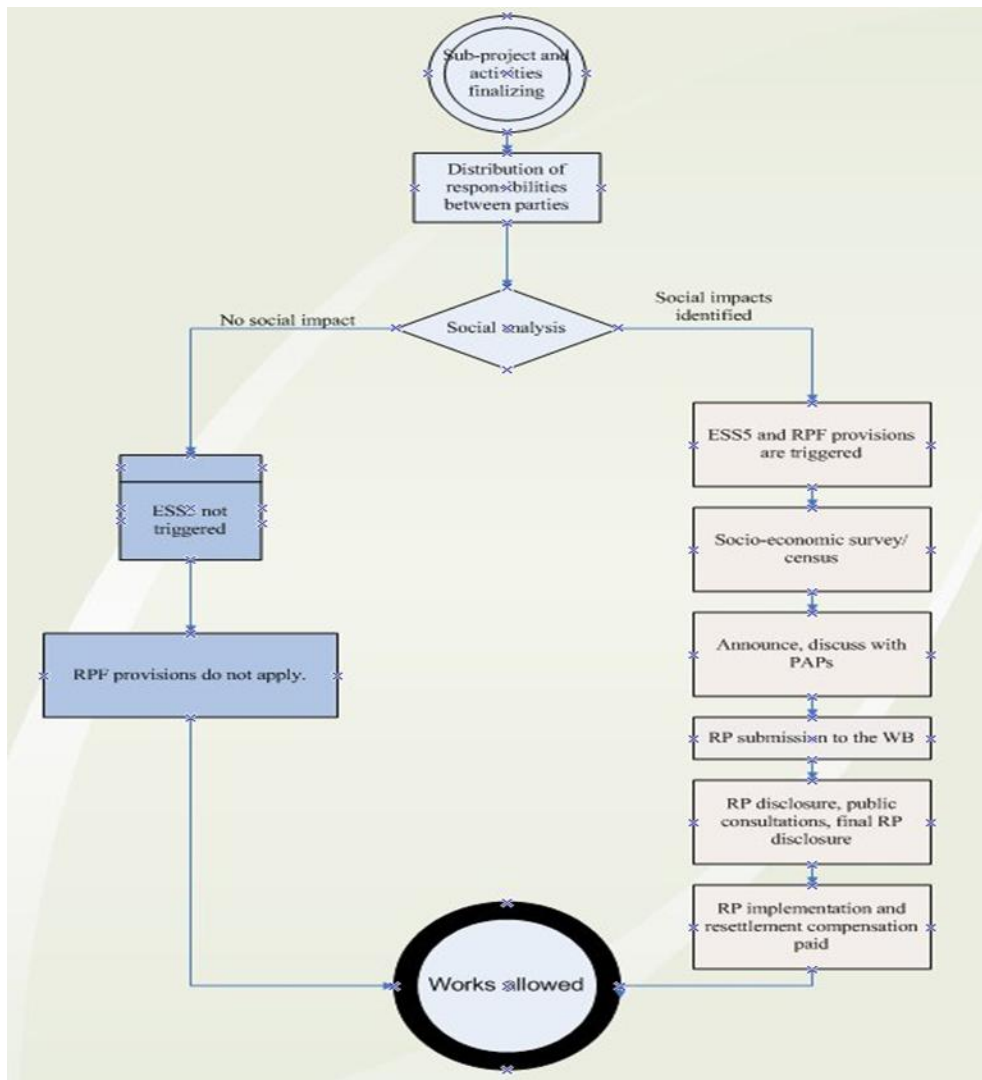 Sub-project and
activities
finalizing
Distribution of
responsibilities
between parties
Social analysis
No social impact
Social impacts
identified
ESS5 not
triggered
RPF provisions do not apply.
ESS5 and RPF provisions
are triggered
Socio-economic survey/
census
Announce, discuss with
PAPs
RP submission to the WB
RP disclosure, public
consultations, final RP
disclosure
RP implementation and
resettlement compensation
paid
Works allowed